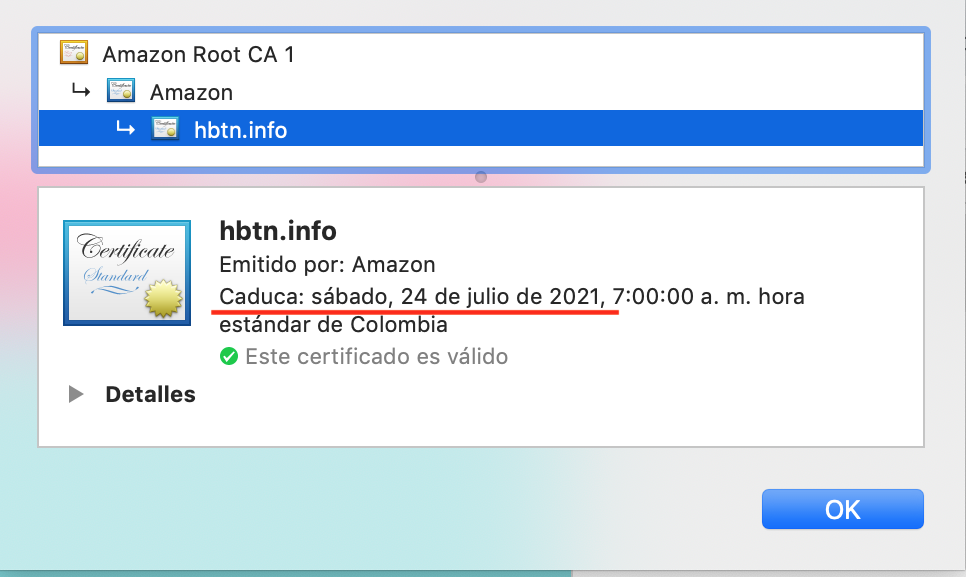 Amazon Root CA 1
Amazon
hbtn.info
Certificate
Standard
hbtn.info
Emitido por: Amazon
Caduca: sábado, 24 de julio de 2021, 7:00:00 a. m. hora
estándar de Colombia
Este certificado es válido
Detalles
OK